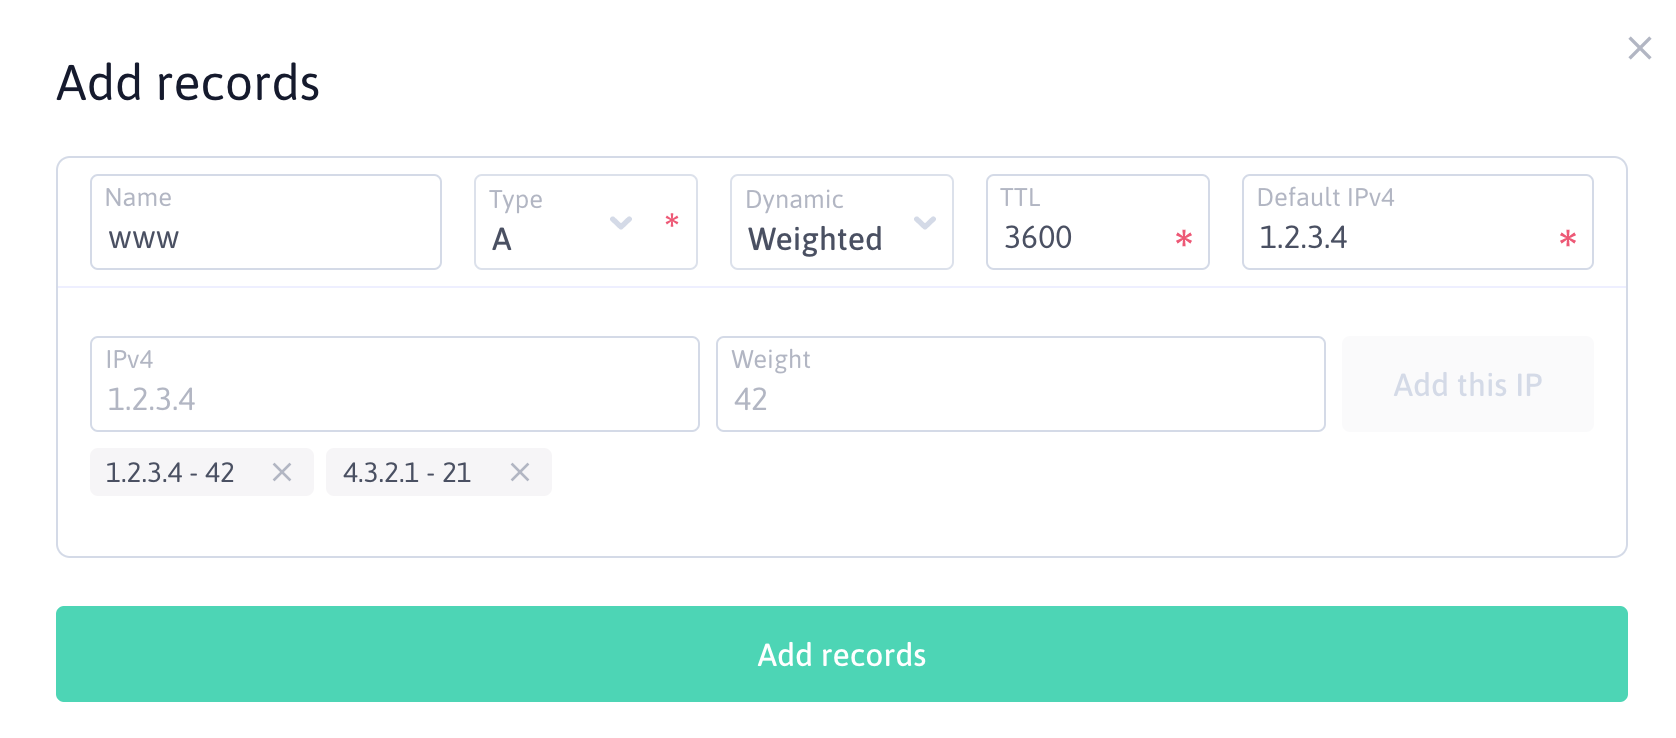 Add records
Name
www
Type
A
*
Dynamic
Weighted
TTL
3600
*
Default IPv4
1.2.3.4
*
IPv4
1.2.3.4
Weight
42
Add this IP
1.2.3.4 - 42
4.3.2.1 - 21
Add records